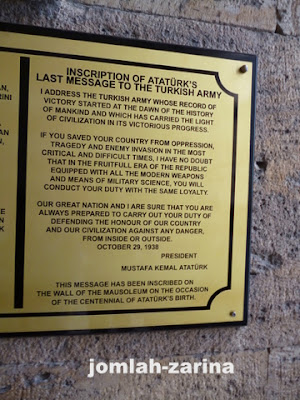 INSCRIPTION OF ATATÜRK'S
LAST MESSAGE TO THE TURKISH ARMY
I ADDRESS THE TURKISH ARMY WHOSE RECORD OF
VICTORY STARTED AT THE DAWN OF THE HISTORY
OF MANKIND AND WHICH HAS CARRIED THE LIGHT
OF CIVILIZATION IN ITS VICTORIOUS PROGRESS.
IF YOU SAVED YOUR COUNTRY FROM OPPRESSION,
TRAGEDY AND ENEMY INVASION IN THE MOST
CRITICAL AND DIFFICULT TIMES, I HAVE NO DOUBT
THAT IN THE FRUITFULL ERA OF THE REPUBLIC
EQUIPPED WITH ALL THE MODERN WEAPONS
AND MEANS OF MILITARY SCIENCE, YOU WILL
CONDUCT YOUR DUTY WITH THE SAME LOYALTY.
OUR GREAT NATION AND I ARE SURE THAT YOU ARE
ALWAYS PREPARED TO CARRY OUT YOUR DUTY OF
DEFENDING THE HONOUR OF OUR COUNTRY
AND OUR CIVILIZATION AGAINST ANY DANGER,
FROM INSIDE OR OUTSIDE.
OCTOBER 29, 1938
PRESIDENT
MUSTAFA KEMAL ATATÜRK
THIS MESSAGE HAS BEEN INSCRIBED ON
THE WALL OF THE MAUSOLEUM ON THE OCCASION
OF THE CENTENNIAL OF ATATÜRK'S BIRTH.
jomlah-zarina